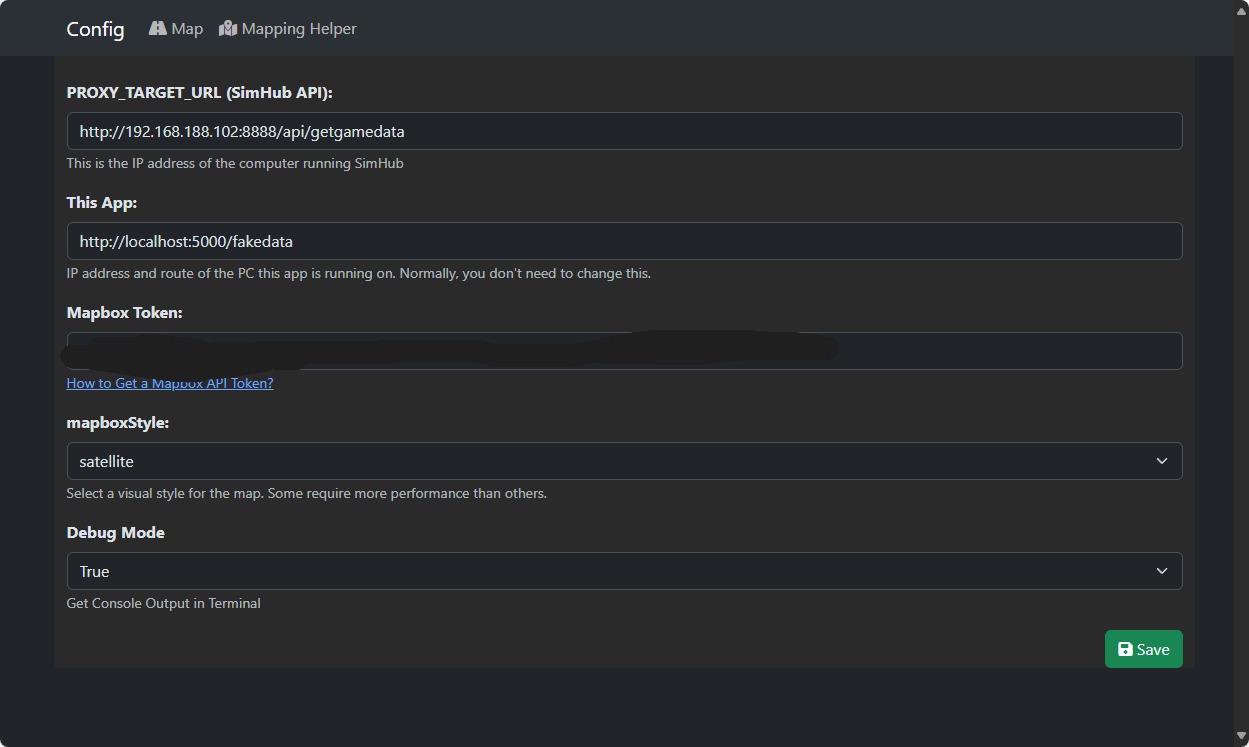 Config Map Mapping Helper
PROXY_TARGET_URL (SimHub API):
http://192.168.188.102:8888/api/getgamedata
This is the IP address of the computer running SimHub
This App:
http://localhost:5000/fakedata
IP address and route of the PC this app is running on. Normally, you don't need to change this.
Mapbox Token:
How to Get a Mapbox API Token?
mapboxStyle:
satellite
Select a visual style for the map. Some require more performance than others.
Debug Mode
True
Get Console Output in Terminal
Save